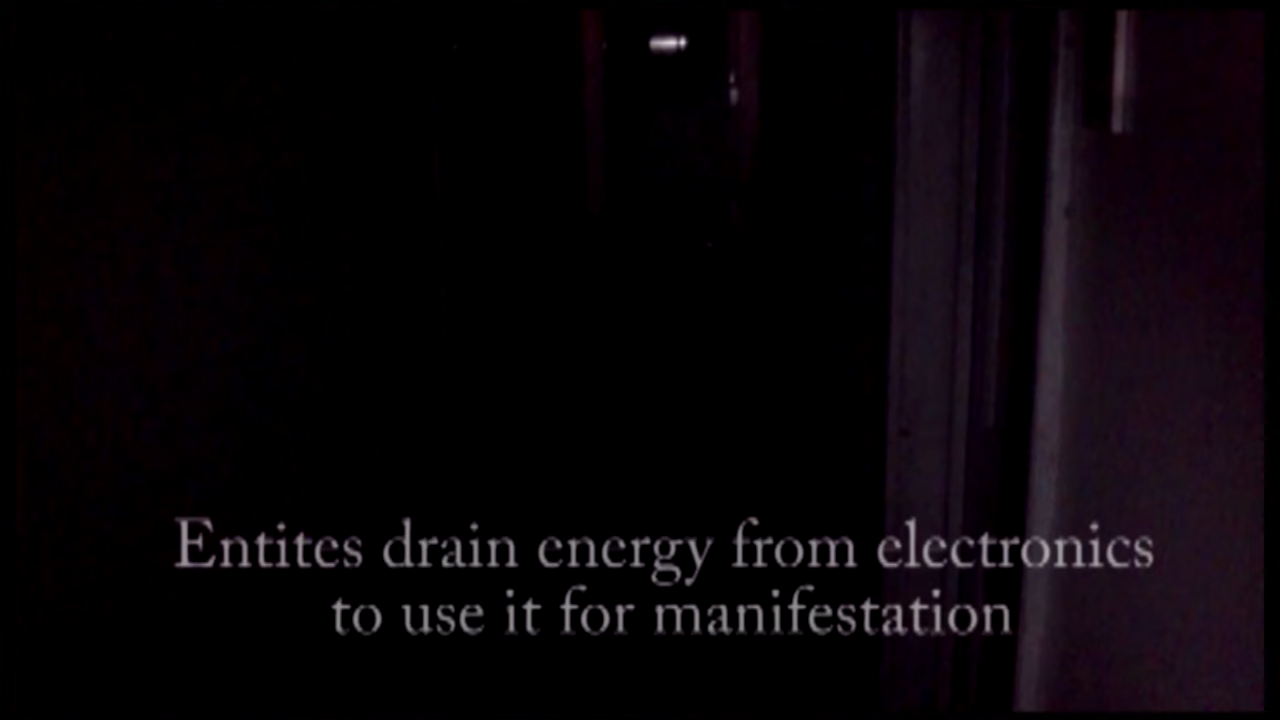 Entites drain energy from electronics
to use it for manifestation